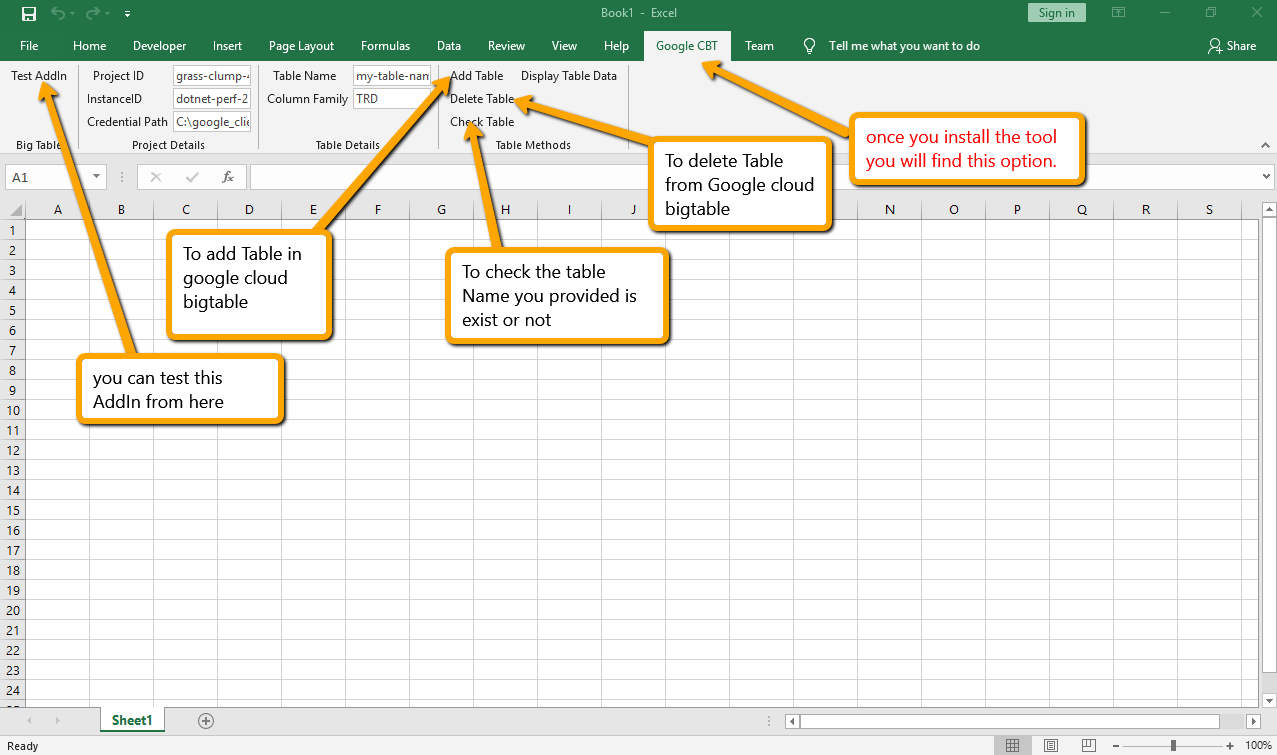 Book1 - Excel
Sign in
File Home Developer Insert Page Layout Formulas Data Review View Help Google CBT Team Tell me what you want to do Share
Test AddIn
Big Table
Project ID grass-clump-4
InstanceID dotnet-perf-2
Credential Path C:\google_clie
Project Details
Table Name my-table-nam
Column Family TRD
Table Details
Add Table Display Table Data
Delete Table
Check Table
Table Methods
once you install the tool
you will find this option.
To delete Table
from Google cloud
bigtable
A1
fx
A B C D E F G H I J N O P Q R S
To add Table in
google cloud
bigtable
To check the table
Name you provided is
exist or not
you can test this
AddIn from here
1
2
3
4
5
6
7
8
9
10
11
12
13
14
15
16
17
18
19
20
21
22
23
24
Sheet1
Ready
100%